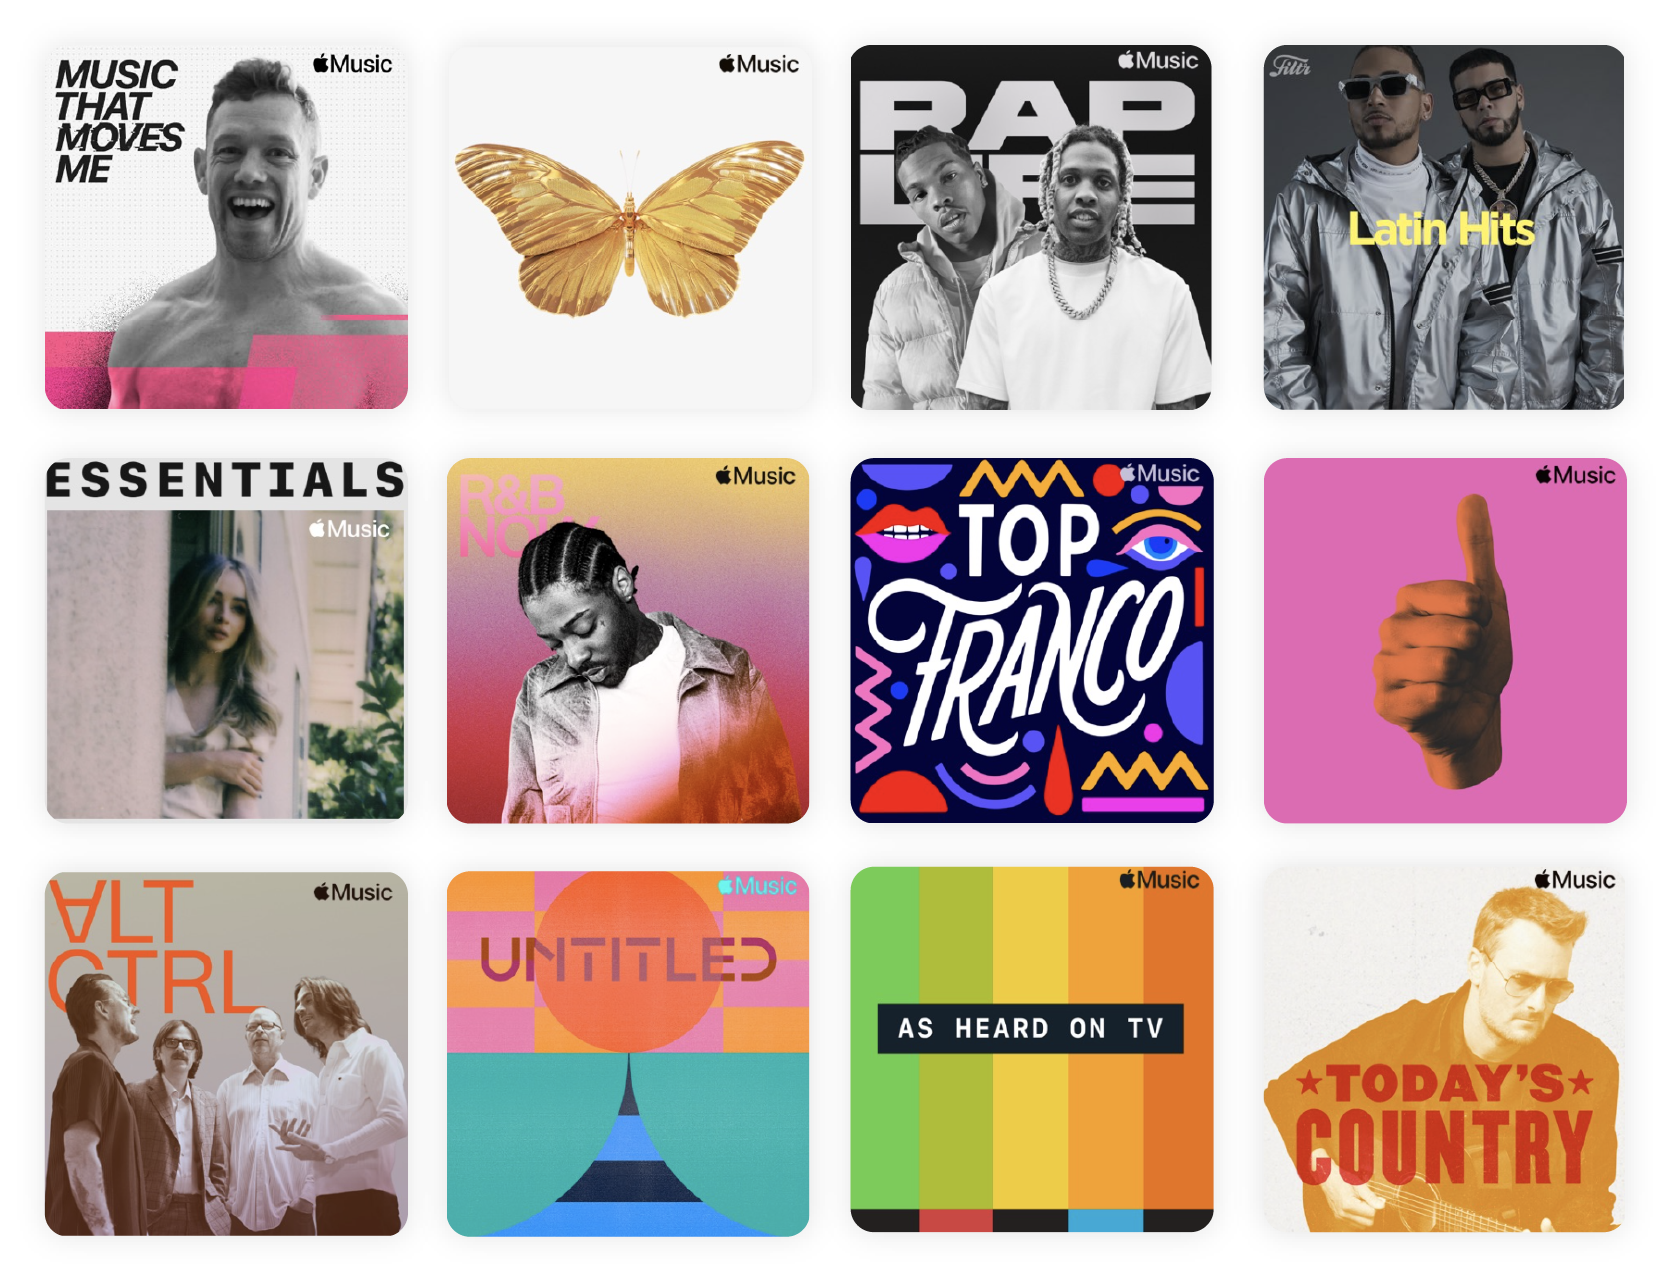 MUSIC
THAT
MOVES
ME
Music
Music
Music
RAP
LIFE
Filtr
Latin Hits
ESSENTIALS
Music
Music
R&B
NOW
Music
TOP
FRANCO
Music
ALT
CTRL
Music
Music
UNTITLED
Music
AS HEARD ON TV
Music
TODAY'S
COUNTRY